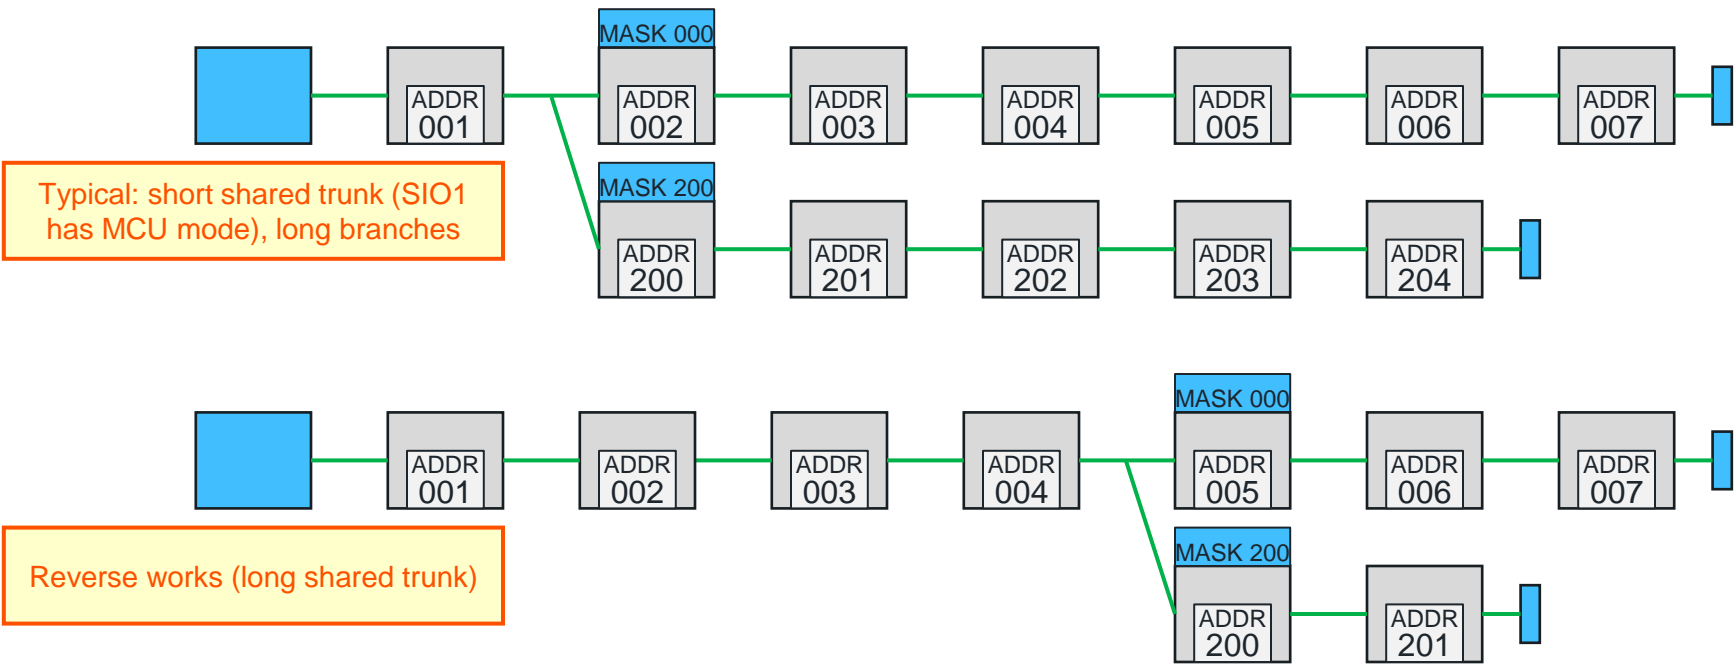 MASK 000
ADDR
001
ADDR
002
ADDR
003
ADDR
004
ADDR
005
ADDR
006
ADDR
007
Typical: short shared trunk (SIO1
has MCU mode), long branches
MASK 200
ADDR
200
ADDR
201
ADDR
202
ADDR
203
ADDR
204
MASK 000
ADDR
001
ADDR
002
ADDR
003
ADDR
004
ADDR
005
ADDR
006
ADDR
007
Reverse works (long shared trunk)
MASK 200
ADDR
200
ADDR
201